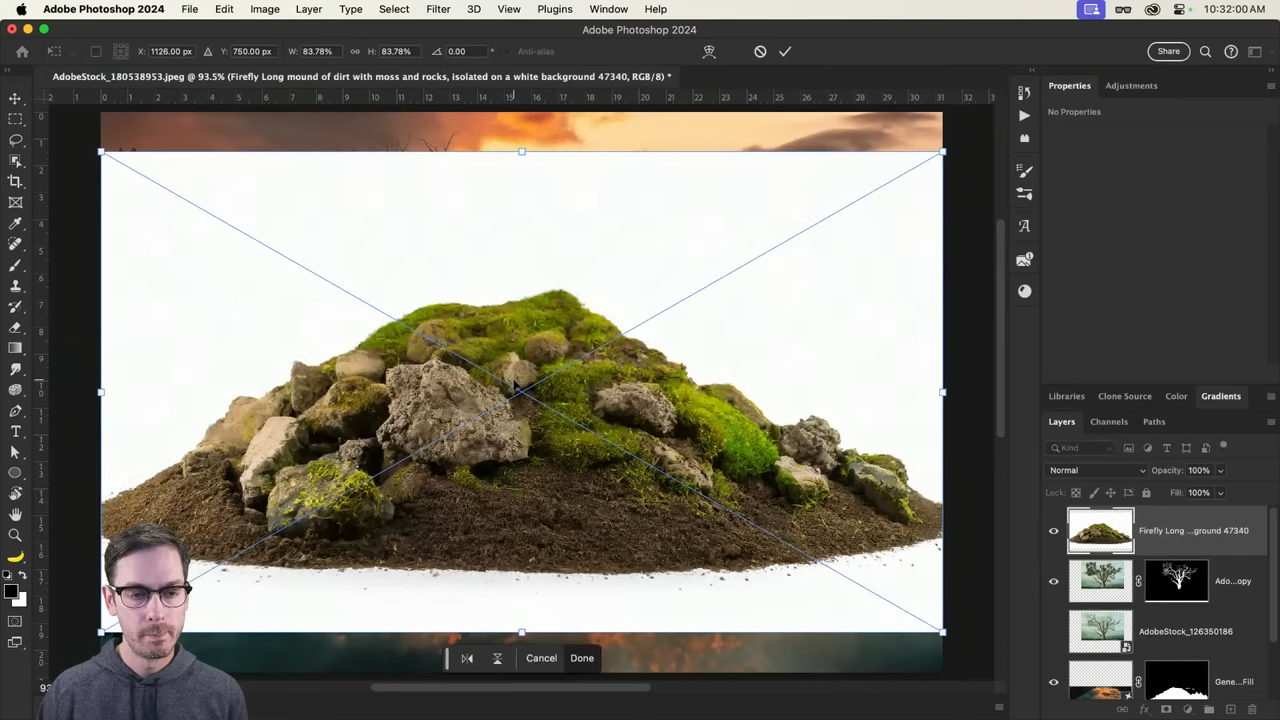 Adobe Photoshop 2024 File Edit Image Layer Type Select Filter 3D View Plugins Window Help 10:32:00 AM
Adobe Photoshop 2024
X: 1126.00 px Y: 750.00 px W: 83.78% H: 83.78% 0.00 ° Anti-alias Share
AdobeStock_180538953.jpeg @ 93.5% (Firefly Long mound of dirt with moss and rocks, isolated on a white background 47340, RGB/8) *
Properties Adjustments
No Properties
Libraries Clone Source Color Gradients
Layers Channels Paths
Kind
Normal Opacity: 100%
Lock: Fill: 100%
Firefly Long ...ground 47340
Ado...opy
AdobeStock_126350186
Gene...Fill
Cancel Done